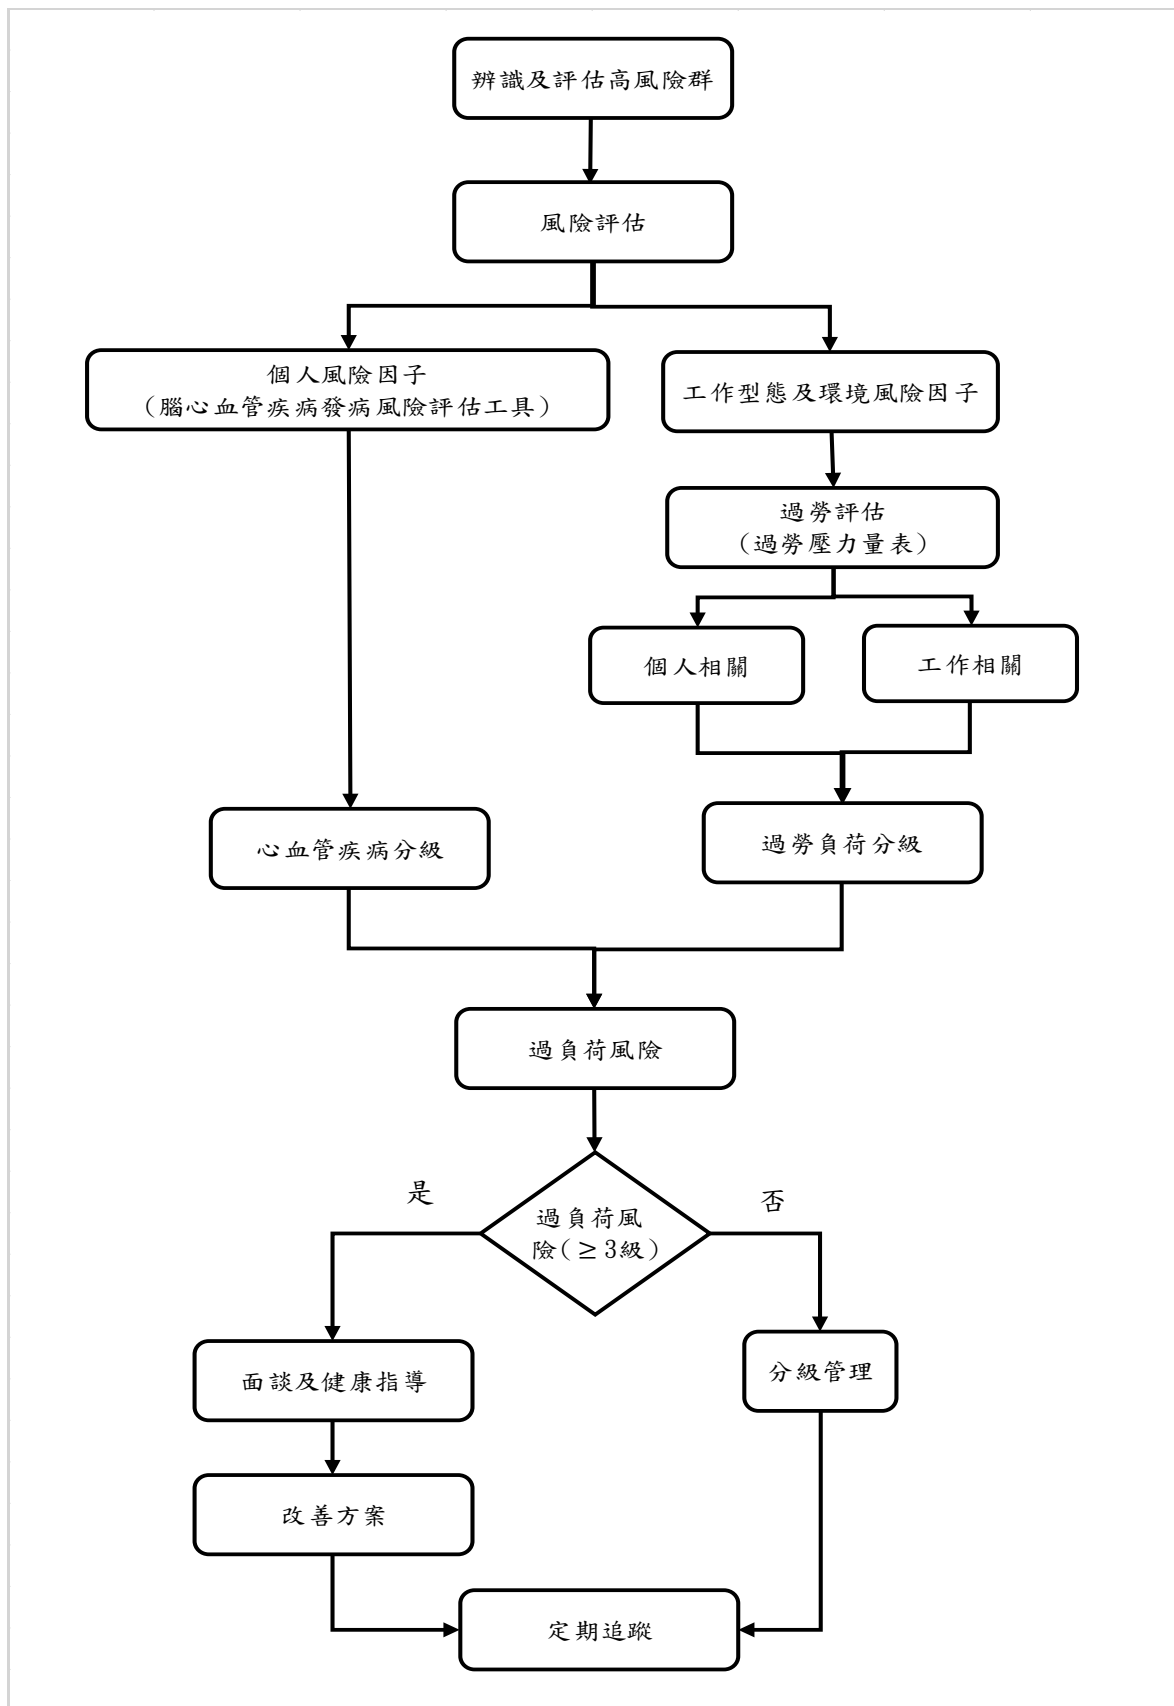 辨識及評估高風險群
風險評估
個人風險因子
(腦心血管疾病發病風險評估工具)
工作型態及環境風險因子
過勞評估
(過勞壓力量表)
個人相關
工作相關
心血管疾病分級
過勞負荷分級
過負荷風險
是
否
過負荷風
險(≥3級)
面談及健康指導
分級管理
改善方案
定期追蹤